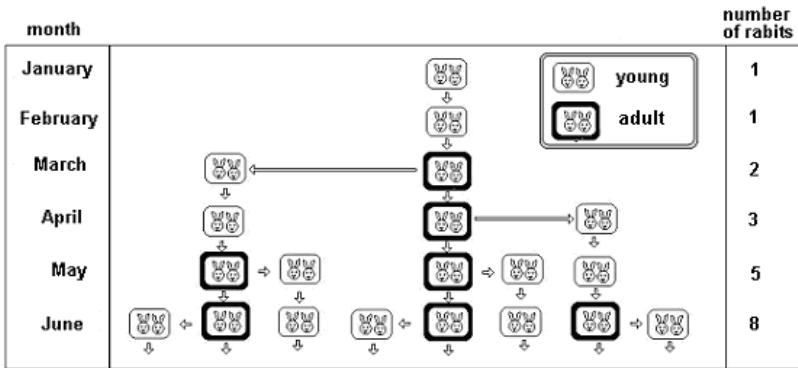 month
number
of rabits
January
young
1
February
adult
1
March
2
April
3
May
5
June
8